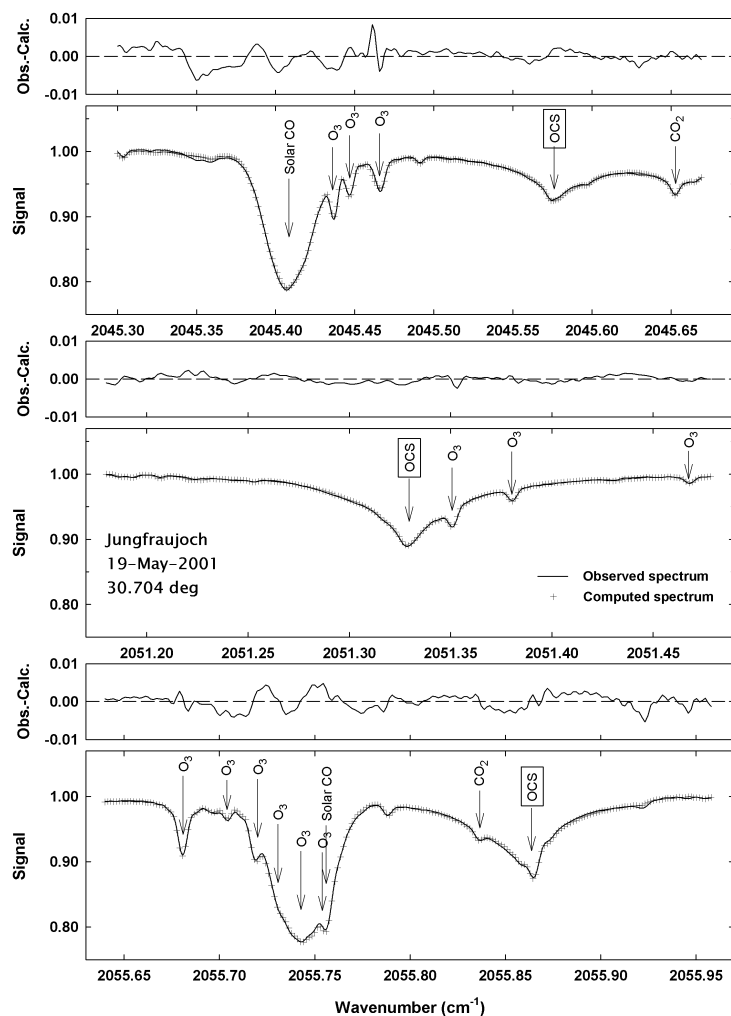 0.01
0.00
-0.01
Obs.-Calc.
1.00
0.90
0.80
Signal
Solar CO
O3
O3
O3
OCS
CO2
2045.30 2045.35 2045.40 2045.45 2045.50 2045.55 2045.60 2045.65
0.01
0.00
-0.01
Obs.-Calc.
1.00
0.90
0.80
Signal
OCS
O3
O3
O3
Jungfraujoch
19-May-2001
30.704 deg
Observed spectrum
Computed spectrum
2051.20 2051.25 2051.30 2051.35 2051.40 2051.45
0.01
0.00
-0.01
Obs.-Calc.
1.00
0.90
0.80
Signal
O3
O3
O3
O3
O3
O3
Solar CO
CO2
OCS
2055.65 2055.70 2055.75 2055.80 2055.85 2055.90 2055.95
Wavenumber (cm-1)